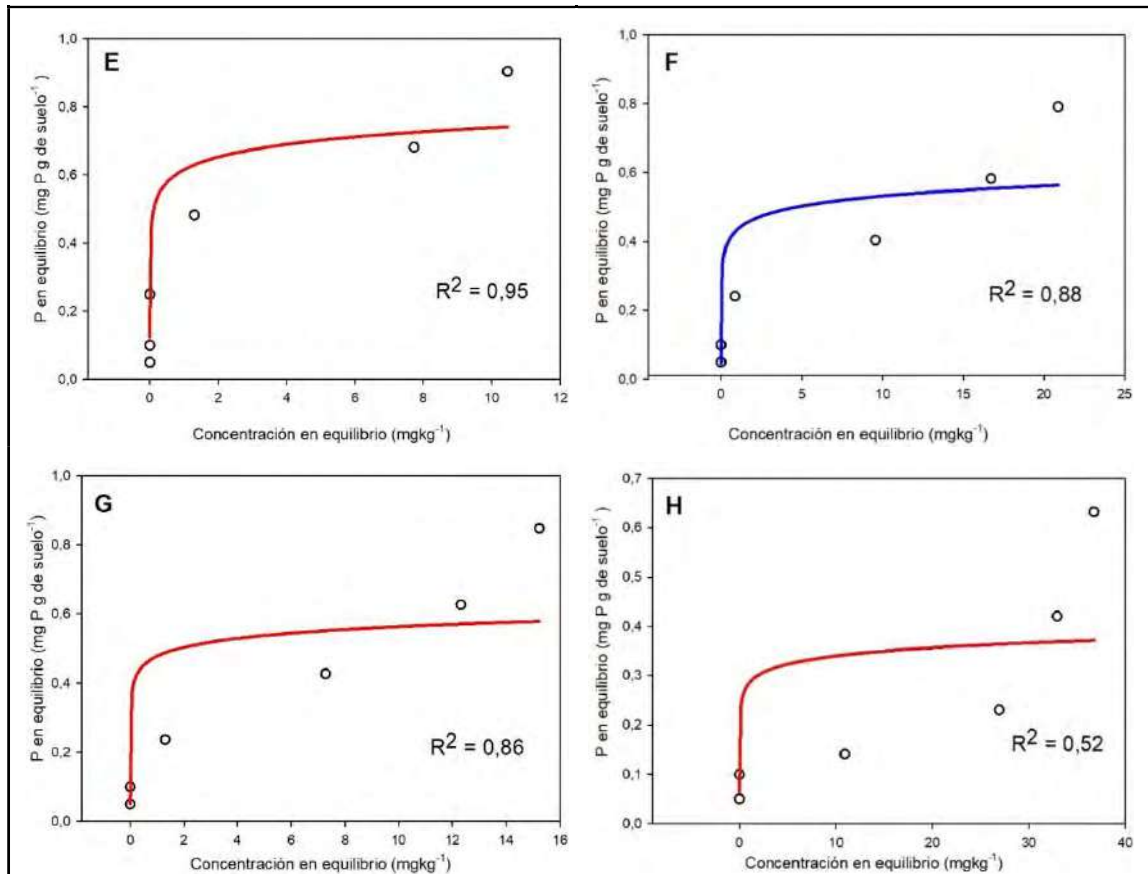 E
1,0
0,8
0,6
0,4
0,2
0,0
P en equilibrio (mg P g de suelo-1)
R2 = 0,95
0 2 4 6 8 10 12
Concentración en equilibrio (mgkg-1)
F
1,0
0,8
0,6
0,4
0,2
0,0
P en equilibrio (mg P g de suelo-1)
R2 = 0,88
0 5 10 15 20 25
Concentración en equilibrio (mgkg-1)
G
1,0
0,8
0,6
0,4
0,2
0,0
P en equilibrio (mg P g de suelo-1)
R2 = 0,86
0 2 4 6 8 10 12 14 16
Concentración en equilibrio (mgkg-1)
H
0,7
0,6
0,5
0,4
0,3
0,2
0,1
0,0
P en equilibrio (mg P g de suelo-1)
R2 = 0,52
0 10 20 30 40
Concentración en equilibrio (mgkg-1)